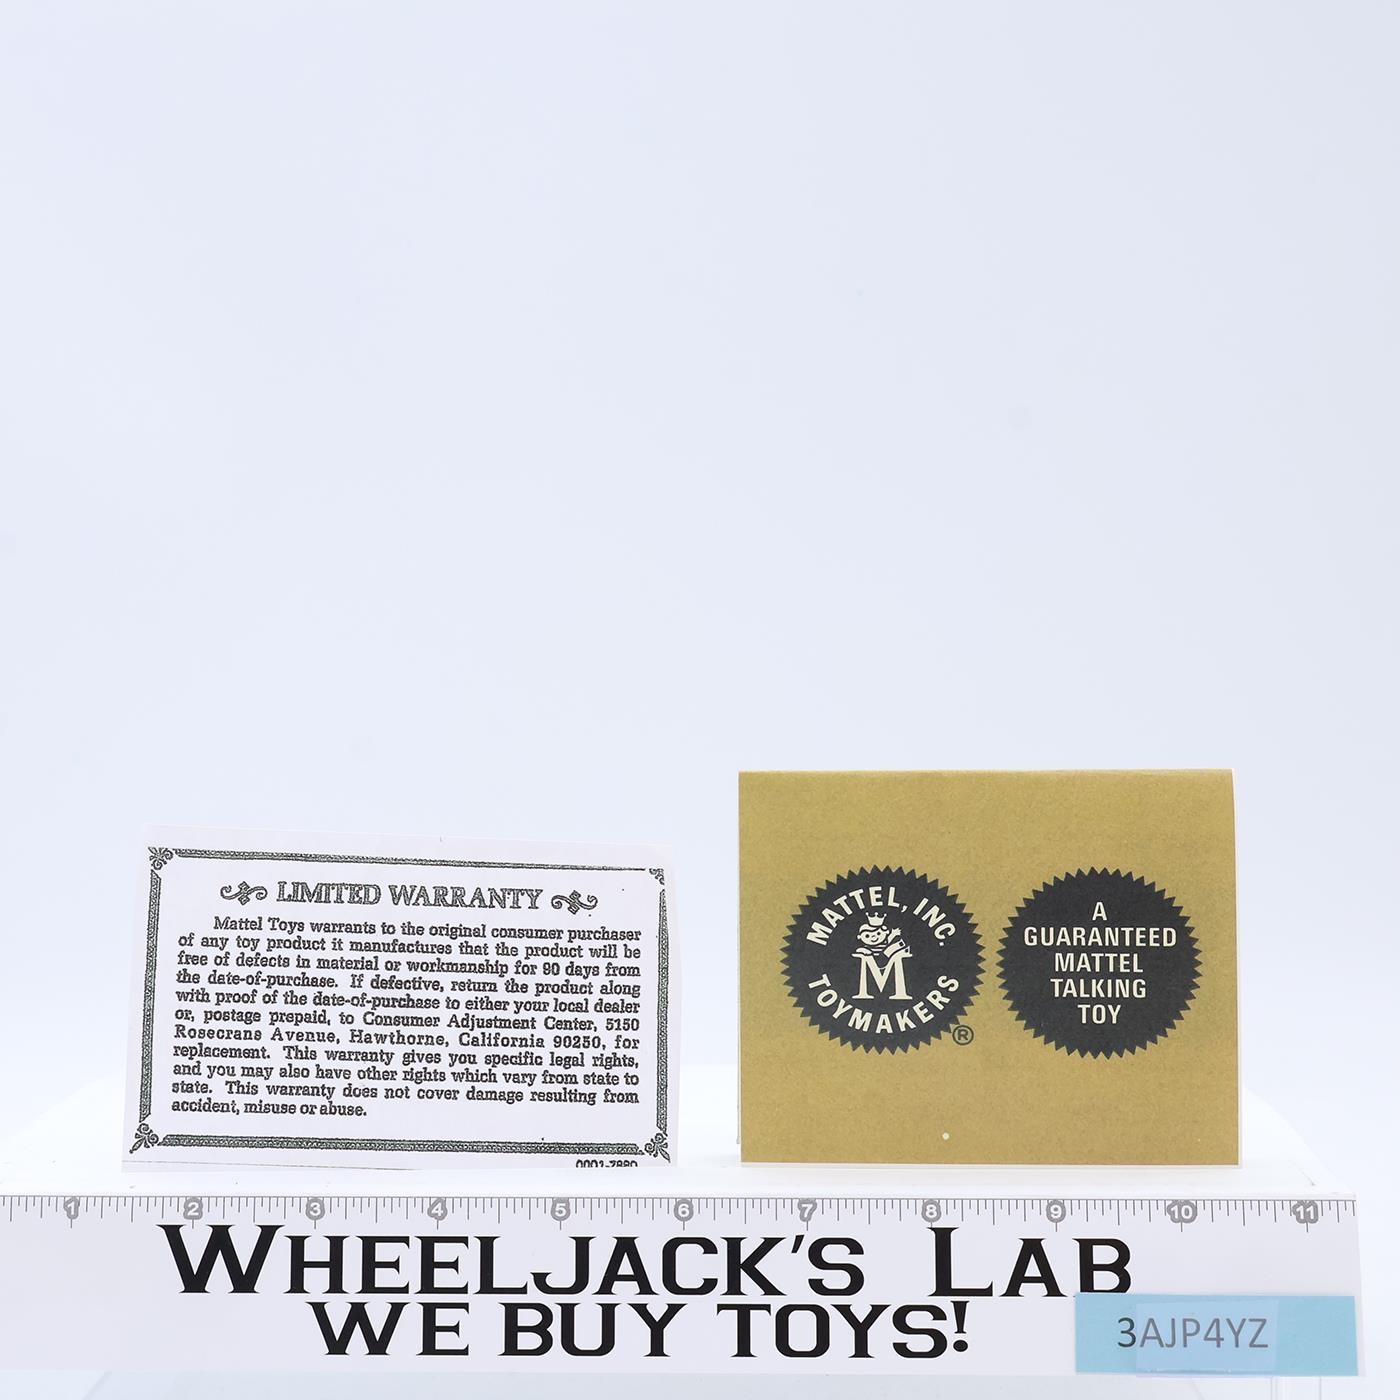 LIMITED WARRANTY
Mattel Toys warrants to the original consumer purchaser
of any toy product it manufactures that the product will be
free of defects in material or workmanship for 90 days from
the date-of-purchase. If defective, return the product along
with proof of the date-of-purchase to either your local dealer
or, postage prepaid, to Consumer Adjustment Center, 5150
Rosecrans Avenue, Hawthorne, California 90250, for
replacement. This warranty gives you specific legal rights,
and you may also have other rights which vary from state to
state. This warranty does not cover damage resulting from
accident, misuse or abuse.
MATTEL, INC.
M
TOYMAKERS
®
A
GUARANTEED
MATTEL
TALKING
TOY
1 2 3 4 5 6 7 8 9 10 11
WHEELJACK'S LAB
WE BUY TOYS!
3AJP4YZ